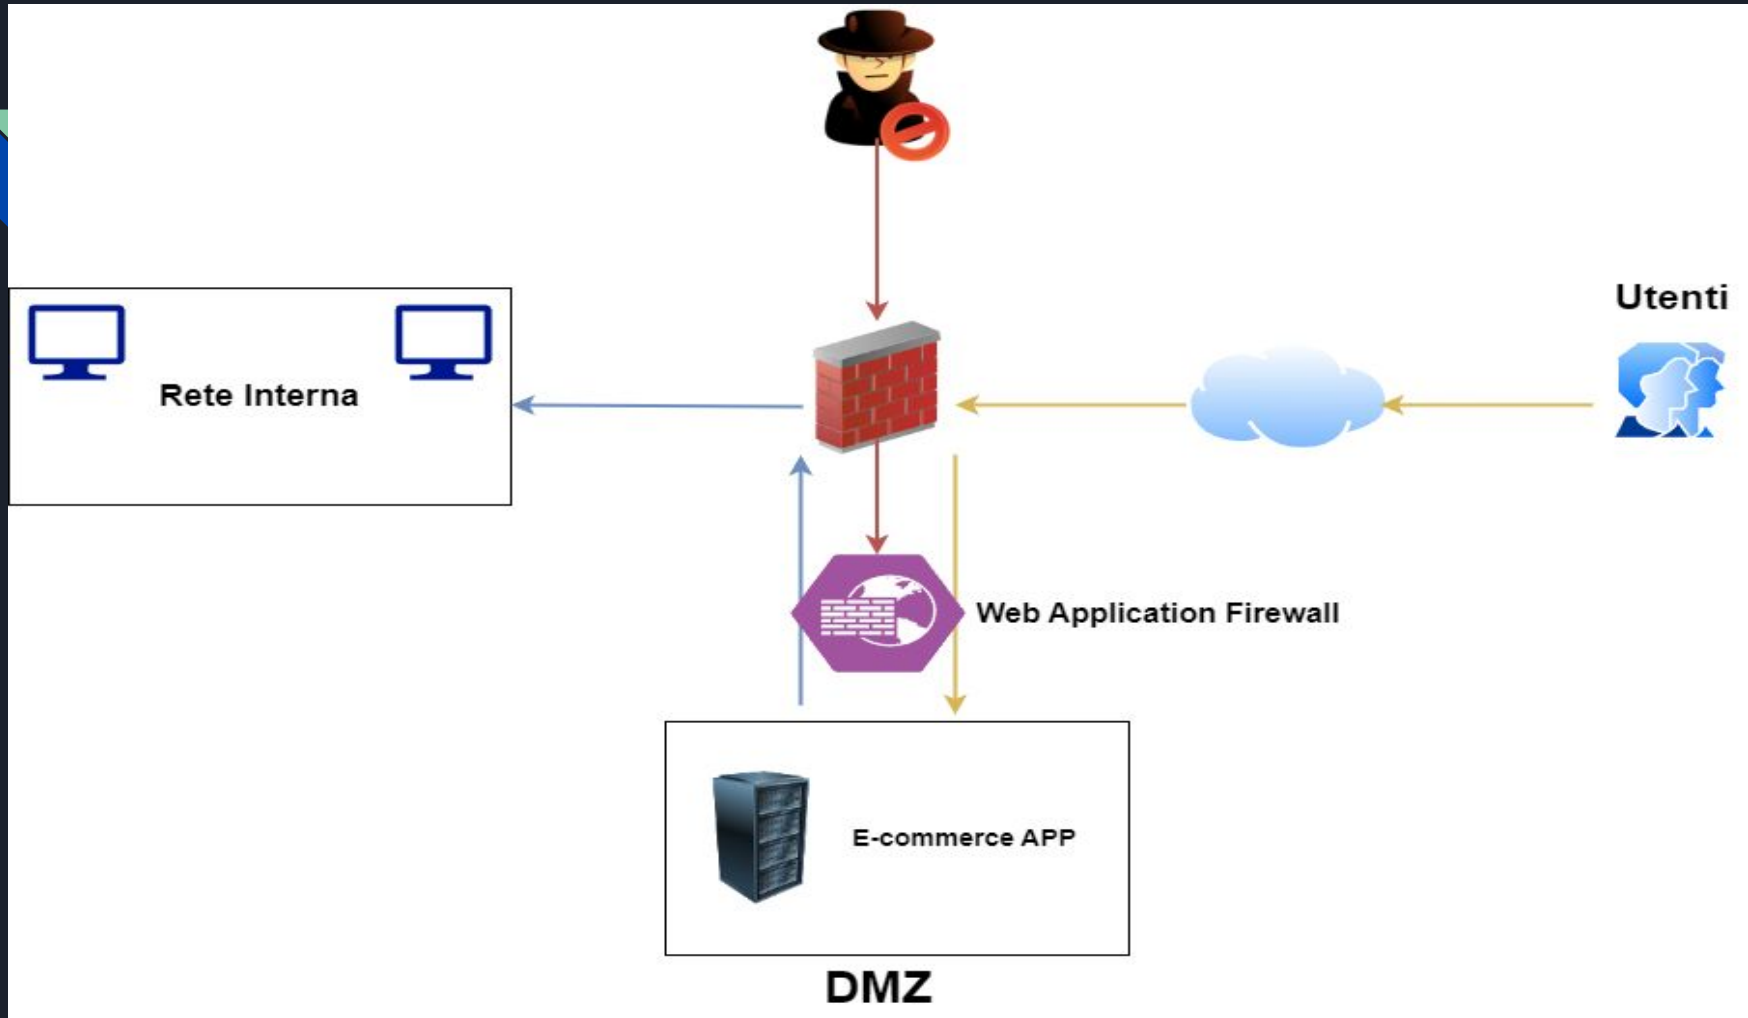 Utenti
Rete Interna
Web Application Firewall
E-commerce APP
DMZ